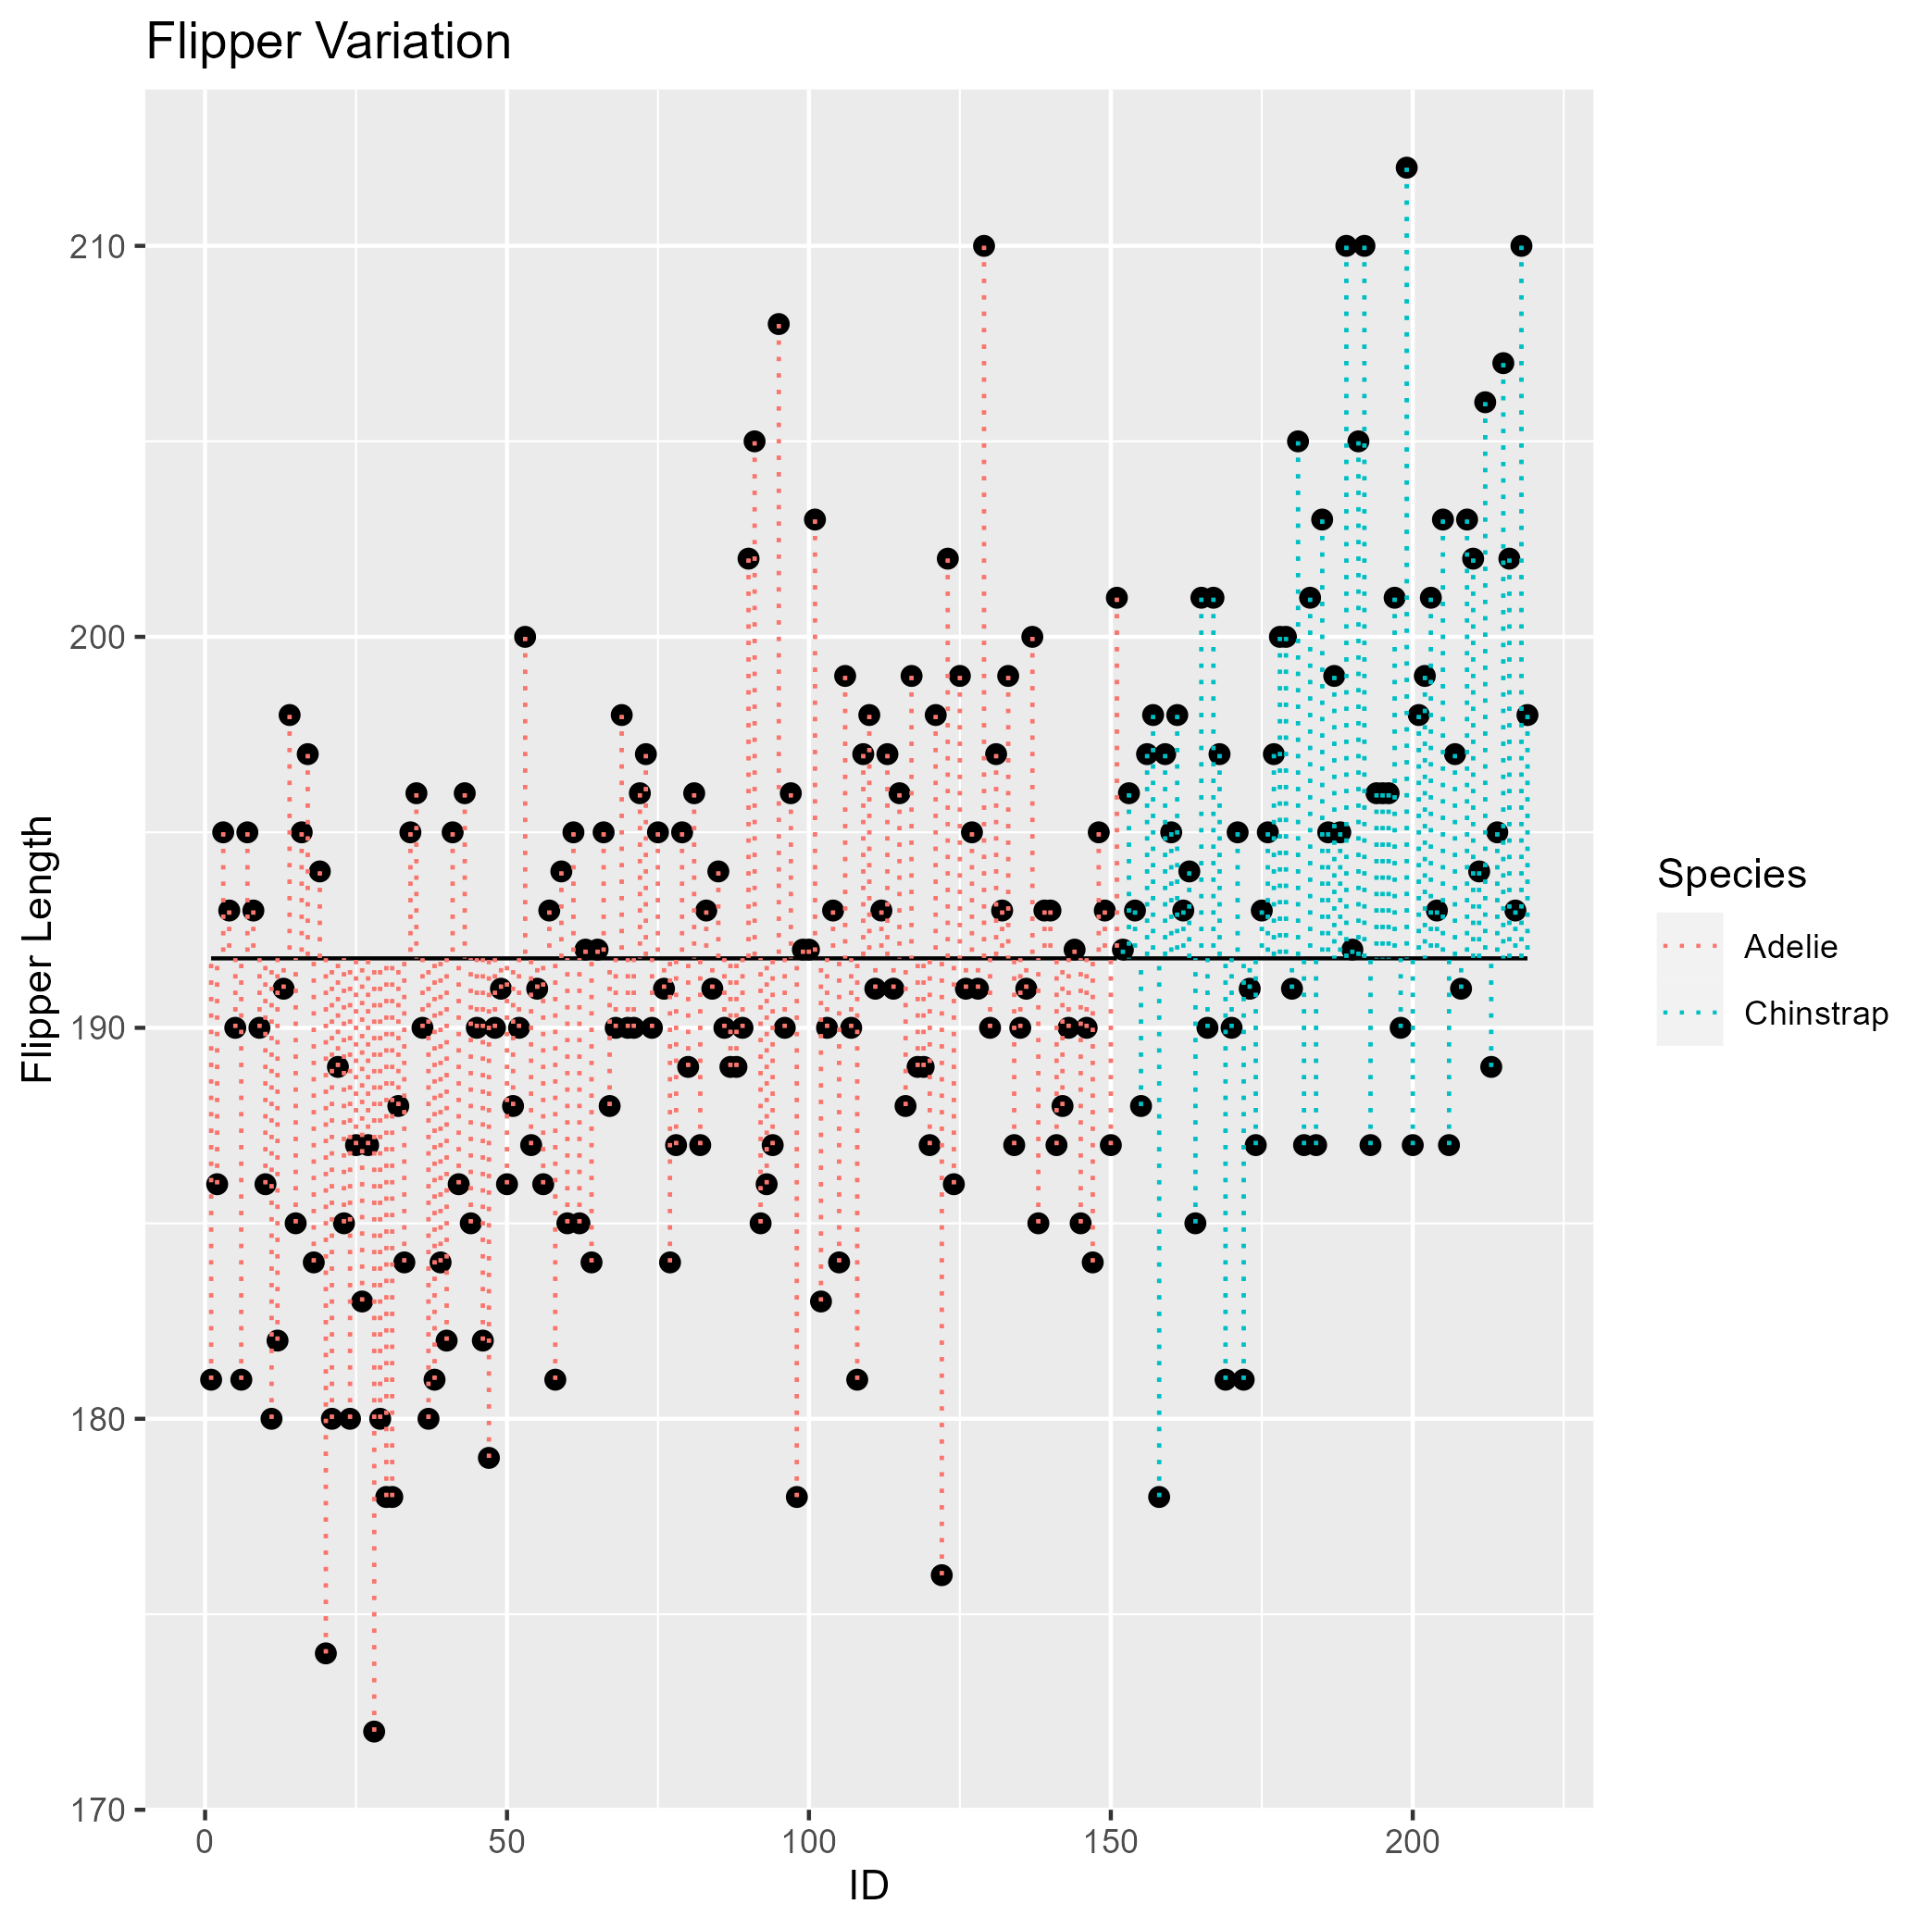 Flipper Variation
Flipper Length
210
200
190
180
170
0 50 100 150 200
ID
Species
Adelie
Chinstrap